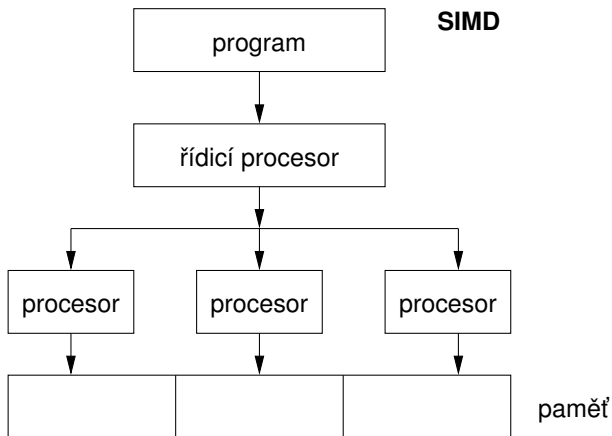 SIMD
program
řídicí procesor
procesor procesor procesor
paměť